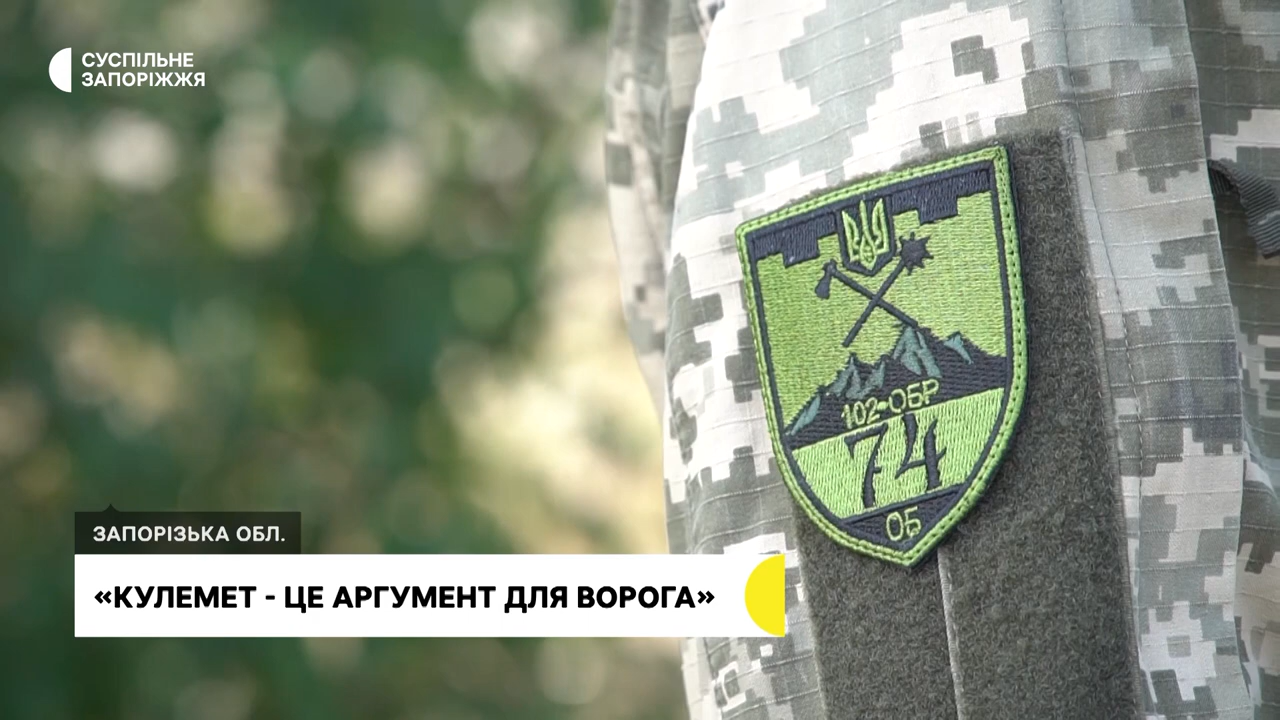 СУСПІЛЬНЕ
ЗАПОРІЖЖЯ
102-ОБР
74
ОБ
ЗАПОРІЗЬКА ОБЛ.
«КУЛЕМЕТ - ЦЕ АРГУМЕНТ ДЛЯ ВОРОГА»